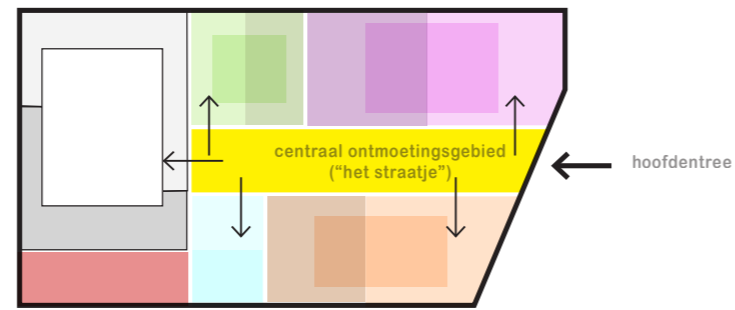 centraal ontmoetingsgebied
(“het straatje”)
hoofdentree